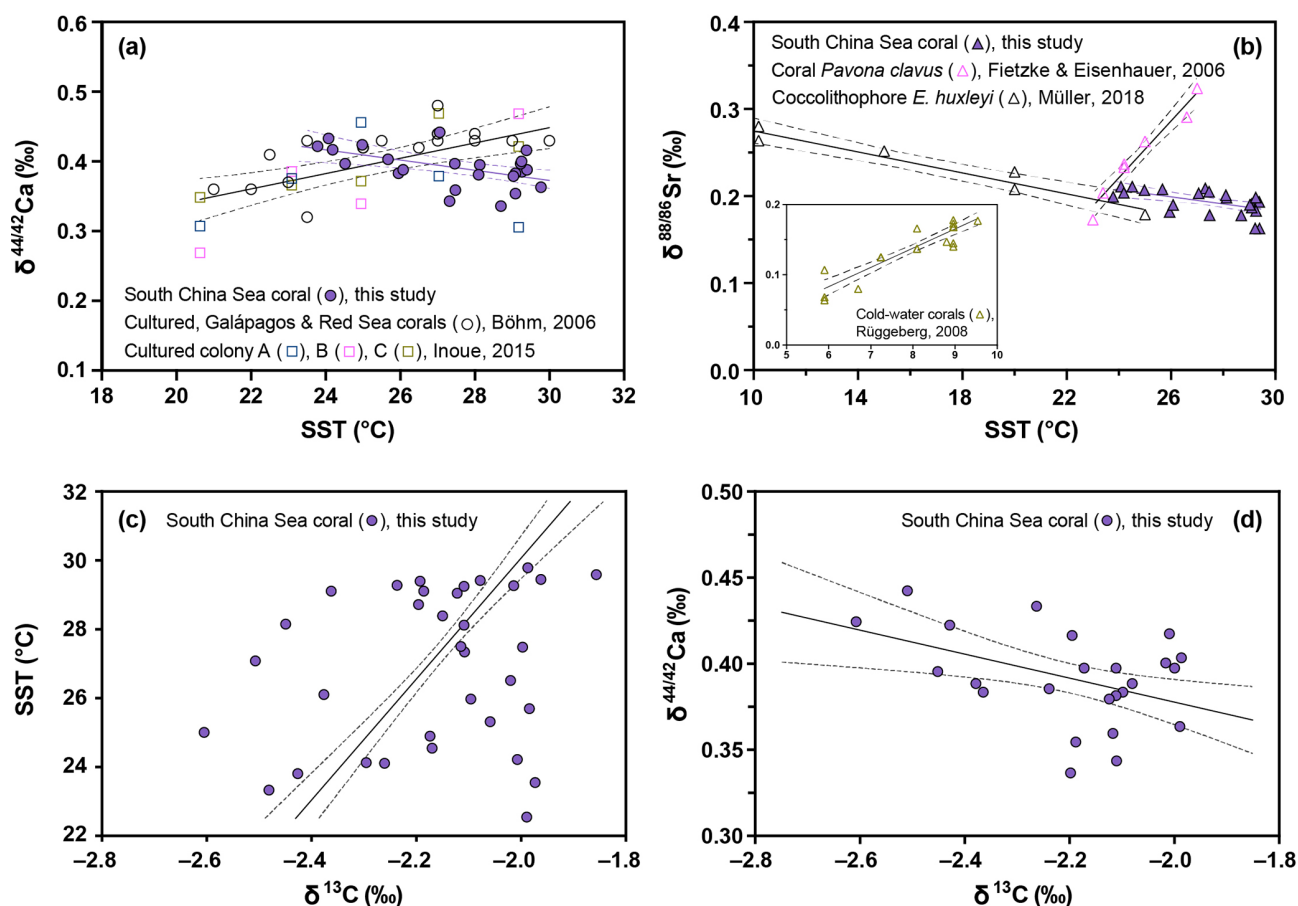 (a)
0.6
0.5
0.4
0.3
0.4
0.1
δ44/42Ca (‰)
South China Sea coral (●), this study
Cultured, Galápagos & Red Sea corals (○), Böhm, 2006
Cultured colony A (□), B (□), C (□), Inoue, 2015
18 20 22 24 26 28 30 32
SST (°C)
South China Sea coral (▲), this study
(b)
Coral Pavona clavus (△), Fietzke & Eisenhauer, 2006
Coccolithophore E. huxleyi (△), Müller, 2018
0.4
0.3
0.2
0.1
0.0
δ88/86Sr (‰)
0.2
0.1
0.0
Cold-water corals (△),
Rüggeberg, 2008
5 6 7 8 9 10
10 14 18 22 26 30
SST (°C)
(c)
South China Sea coral (●), this study
32
30
28
26
24
22
SST (°C)
–2.8 –2.6 –2.4 –2.2 –2.0 –1.8
δ 13C (‰)
South China Sea coral (●), this study
(d)
0.50
0.45
0.40
0.35
0.30
δ44/42Ca (‰)
–2.8 –2.6 –2.4 –2.2 –2.0 –1.8
δ 13C (‰)